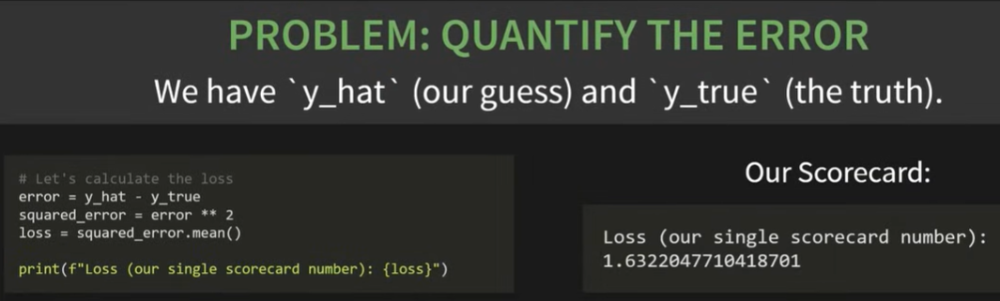 PROBLEM: QUANTIFY THE ERROR
We have `y_hat` (our guess) and `y_true` (the truth).
# Let's calculate the loss
error = y_hat - y_true
squared_error = error ** 2
loss = squared_error.mean()
print(f"Loss (our single scorecard number): {loss}")
Our Scorecard:
Loss (our single scorecard number):
1.6322047710418701